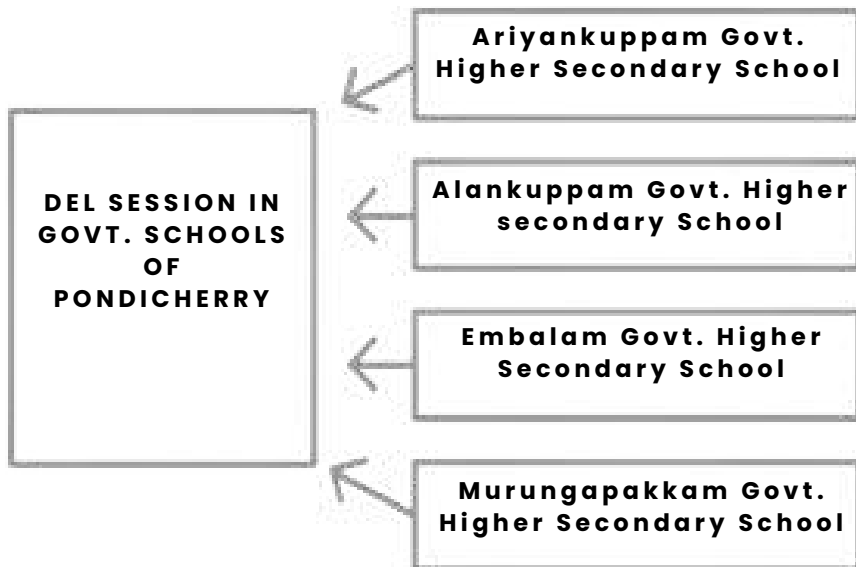 Ariyankuppam Govt.
Higher Secondary School
DEL SESSION IN
GOVT. SCHOOLS
OF
PONDICHERRY
Alankuppam Govt. Higher
secondary School
Embalam Govt. Higher
Secondary School
Murungapakkam Govt.
Higher Secondary School